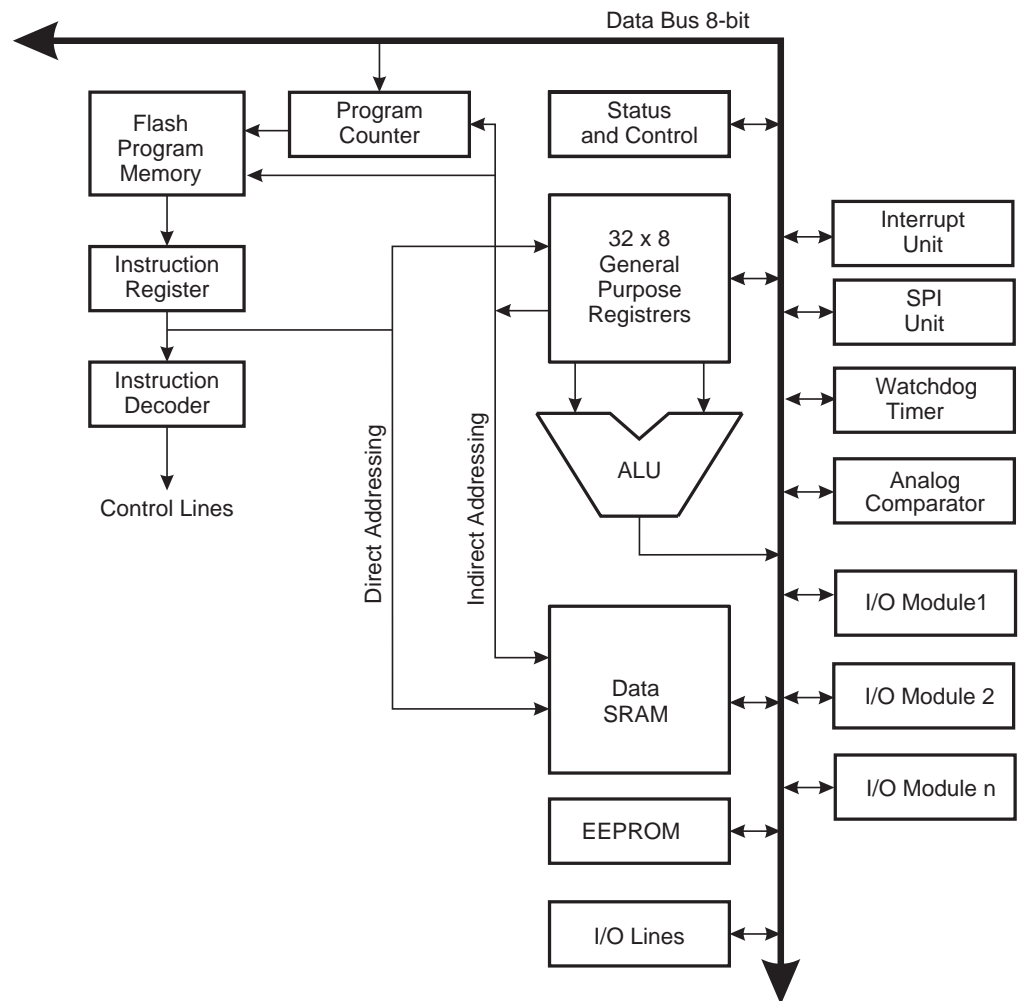 Data Bus 8-bit
Flash
Program
Memory
Program
Counter
Status
and Control
32 x 8
General
Purpose
Registrers
Interrupt
Unit
Instruction
Register
SPI
Unit
Instruction
Decoder
Watchdog
Timer
Control Lines
Direct Addressing
Indirect Addressing
ALU
Analog
Comparator
I/O Module1
Data
SRAM
I/O Module 2
I/O Module n
EEPROM
I/O Lines